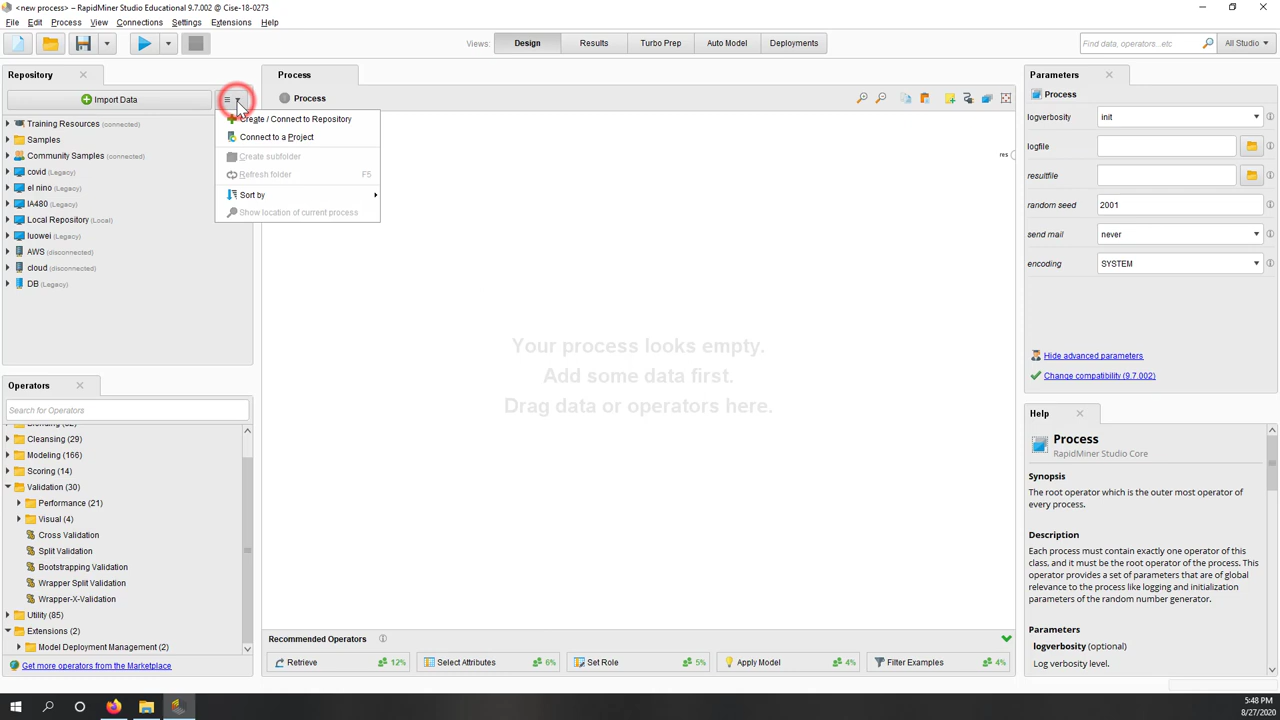 <new process> – RapidMiner Studio Educational 9.7.002 @ Cise-18-0273
File Edit Process View Connections Settings Extensions Help
Views: Design Results Turbo Prep Auto Model Deployments
Find data, operators...etc
All Studio
Repository
Import Data
Training Resources (connected)
Samples
Community Samples (connected)
covid (Legacy)
el nino (Legacy)
IA480 (Legacy)
Local Repository (Local)
luowei (Legacy)
AWS (disconnected)
cloud (disconnected)
DB (Legacy)
Create / Connect to Repository
Connect to a Project
Create subfolder
Refresh folder F5
Sort by
Show location of current process
Operators
Search for Operators
Cleansing (29)
Modeling (166)
Scoring (14)
Validation (30)
Performance (21)
Visual (4)
Cross Validation
Split Validation
Bootstrapping Validation
Wrapper Split Validation
Wrapper-X-Validation
Utility (85)
Extensions (2)
Model Deployment Management (2)
Get more operators from the Marketplace
Process
Process
res
Your process looks empty.
Add some data first.
Drag data or operators here.
Recommended Operators
Retrieve 12%
Select Attributes 6%
Set Role 5%
Apply Model 4%
Filter Examples 4%
Parameters
Process
logverbosity init
logfile
resultfile
random seed 2001
send mail never
encoding SYSTEM
Hide advanced parameters
Change compatibility (9.7.002)
Help
Process
RapidMiner Studio Core
Synopsis
The root operator which is the outer most operator of
every process.
Description
Each process must contain exactly one operator of this
class, and it must be the root operator of the process. This
operator provides a set of parameters that are of global
relevance to the process like logging and initialization
parameters of the random number generator.
Parameters
logverbosity (optional)
Log verbosity level.
5:48 PM
8/27/2020